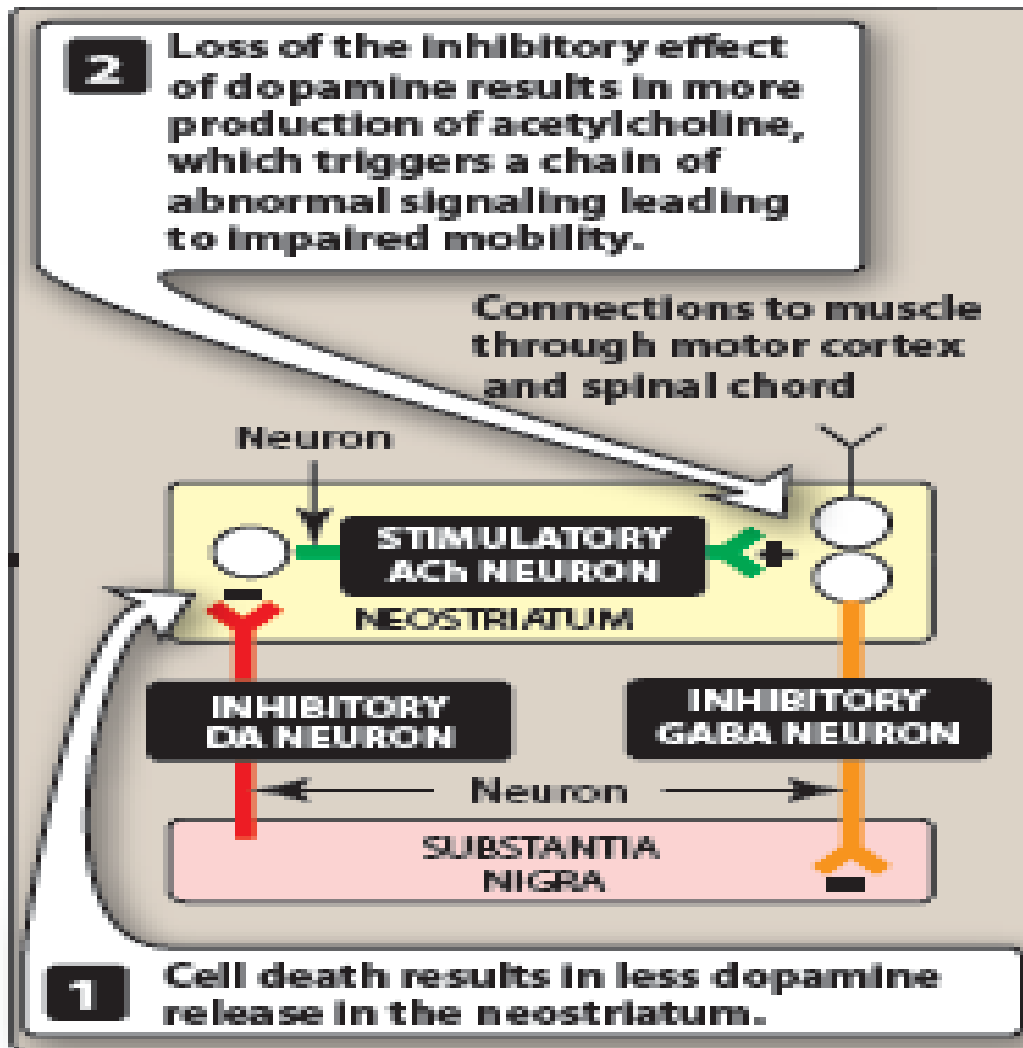 2 Loss of the inhibitory effect
of dopamine results in more
production of acetylcholine,
which triggers a chain of
abnormal signaling leading
to impaired mobility.
Connections to muscle
through motor cortex
and spinal chord
Neuron
STIMULATORY
ACh NEURON
+
NEOSTRIATUM
INHIBITORY
DA NEURON
INHIBITORY
GABA NEURON
Neuron
SUBSTANTIA
NIGRA
1 Cell death results in less dopamine
release in the neostriatum.